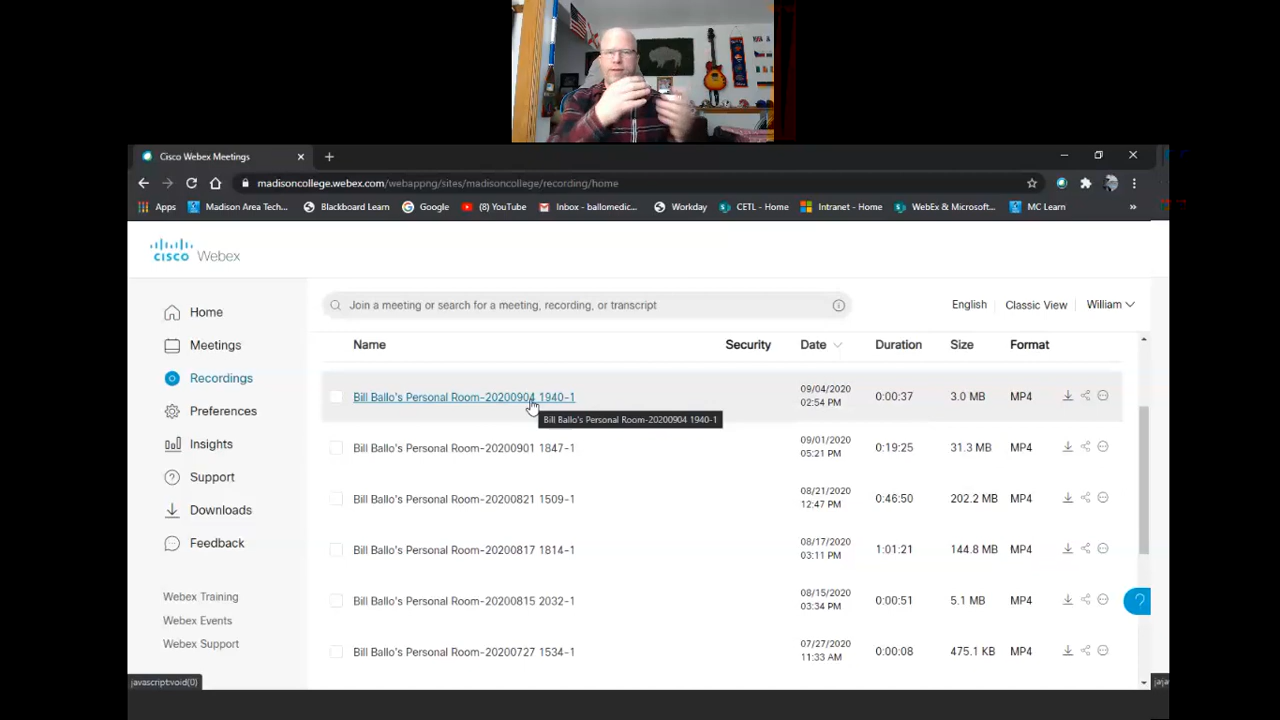 Cisco Webex Meetings
madisoncollege.webex.com/webappng/sites/madisoncollege/recording/home
Apps Madison Area Tech... Blackboard Learn Google (8) YouTube Inbox - ballomedic... Workday CETL - Home Intranet - Home WebEx & Microsoft... MC Learn »
cisco Webex
Join a meeting or search for a meeting, recording, or transcript
English Classic View William
Home
Meetings
Recordings
Preferences
Insights
Support
Downloads
Feedback
Webex Training
Webex Events
Webex Support
Name Security Date Duration Size Format
Bill Ballo's Personal Room-20200904 1940-1 09/04/2020 02:54 PM 0:00:37 3.0 MB MP4
Bill Ballo's Personal Room-20200904 1940-1
Bill Ballo's Personal Room-20200901 1847-1 09/01/2020 05:21 PM 0:19:25 31.3 MB MP4
Bill Ballo's Personal Room-20200821 1509-1 08/21/2020 12:47 PM 0:46:50 202.2 MB MP4
Bill Ballo's Personal Room-20200817 1814-1 08/17/2020 03:11 PM 1:01:21 144.8 MB MP4
Bill Ballo's Personal Room-20200815 2032-1 08/15/2020 03:34 PM 0:00:51 5.1 MB MP4
Bill Ballo's Personal Room-20200727 1534-1 07/27/2020 11:33 AM 0:00:08 475.1 KB MP4
javascript:void(0)